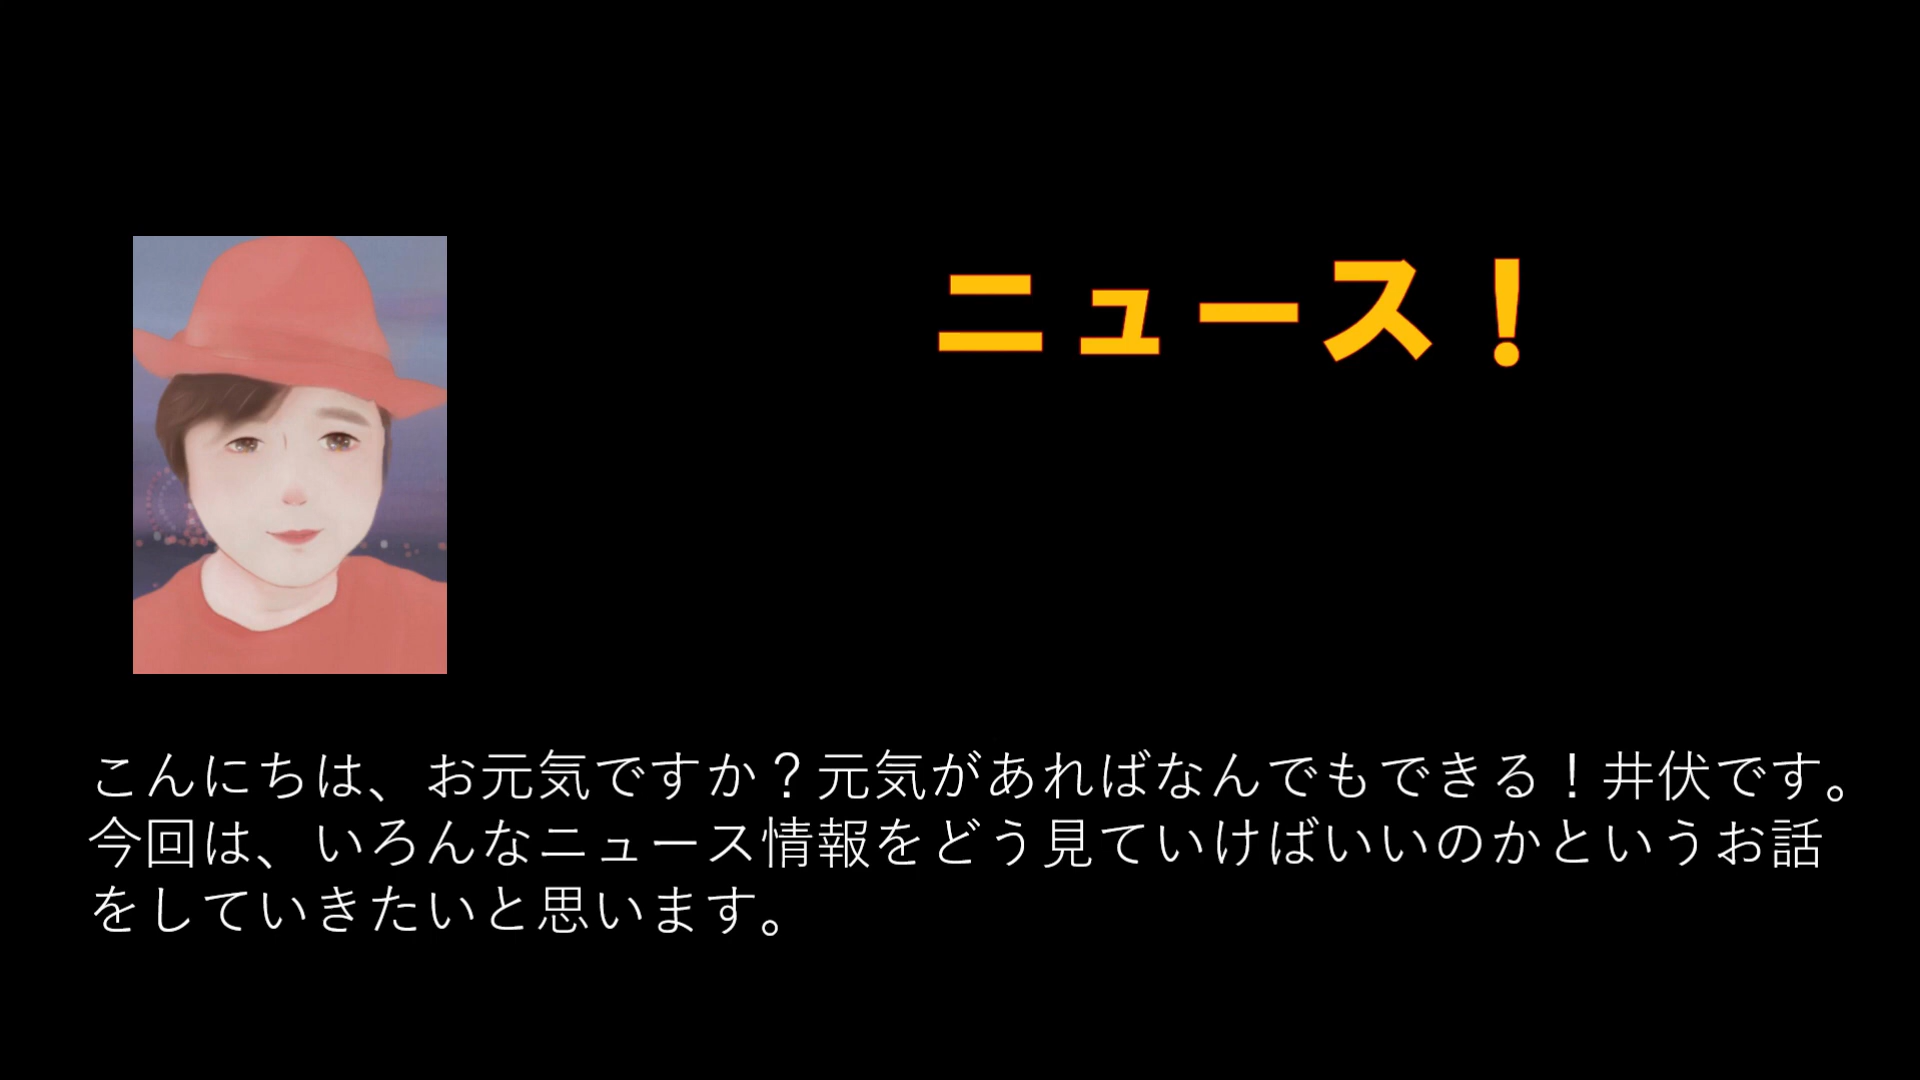 ニュース！
こんにちは、お元気ですか？元気があればなんでもできる！井伏です。
今回は、いろんなニュース情報をどう見ていけばいいのかというお話
をしていきたいと思います。